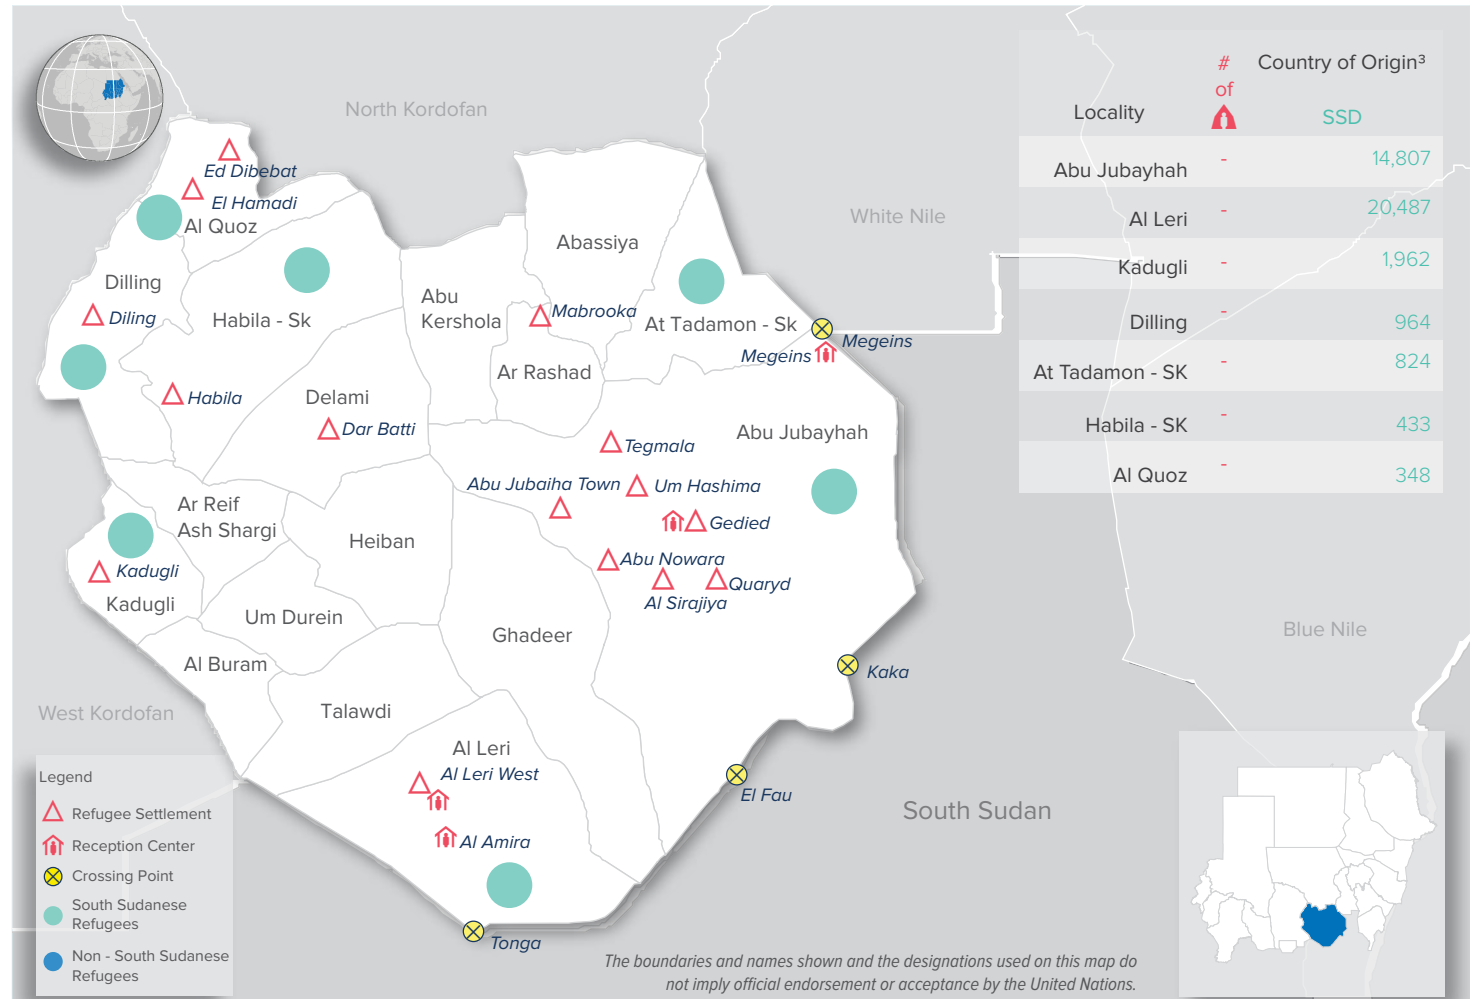 North Kordofan
White Nile
West Kordofan
South Sudan
Blue Nile
Ed Dibebat
El Hamadi
Al Quoz
Dilling
Diling
Habila - Sk
Habila
Delami
Dar Batti
Abu
Kershola
Abassiya
Mabrooka
Ar Rashad
At Tadamon - Sk
Megeins
Megeins
Abu Jubayhah
Tegmala
Abu Jubaiha Town
Um Hashima
Gedied
Abu Nowara
Al Sirajiya
Quaryd
Ar Reif
Ash Shargi
Heiban
Kadugli
Kadugli
Um Durein
Ghadeer
Al Buram
Talawdi
Kaka
Al Leri
Al Leri West
Al Amira
El Fau
Tonga
# of
Country of Origin³
Locality
SSD
Abu Jubayhah - 14,807
Al Leri - 20,487
Kadugli - 1,962
Dilling - 964
At Tadamon - SK - 824
Habila - SK - 433
Al Quoz - 348
Legend
Refugee Settlement
Reception Center
Crossing Point
South Sudanese
Refugees
Non - South Sudanese
Refugees
The boundaries and names shown and the designations used on this map do
not imply official endorsement or acceptance by the United Nations.